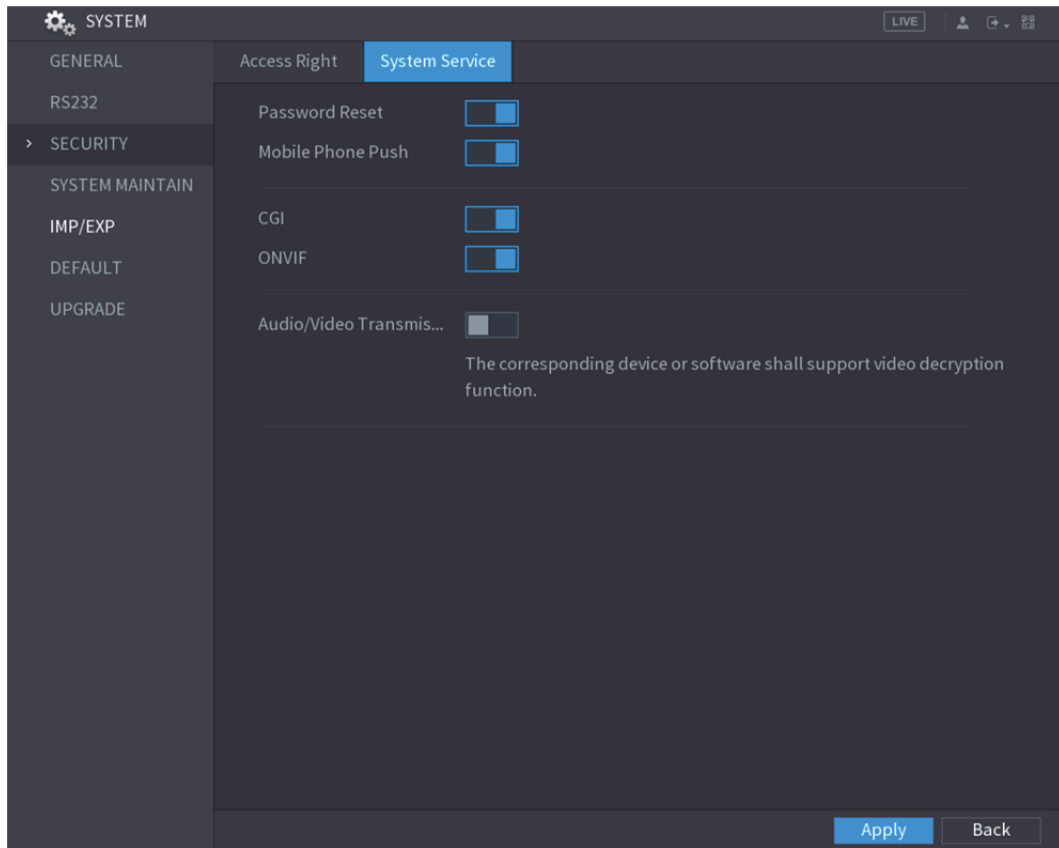 SYSTEM
LIVE
GENERAL
RS232
SECURITY
SYSTEM MAINTAIN
IMP/EXP
DEFAULT
UPGRADE
Access Right
System Service
Password Reset
Mobile Phone Push
CGI
ONVIF
Audio/Video Transmis...
The corresponding device or software shall support video decryption
function.
Apply
Back